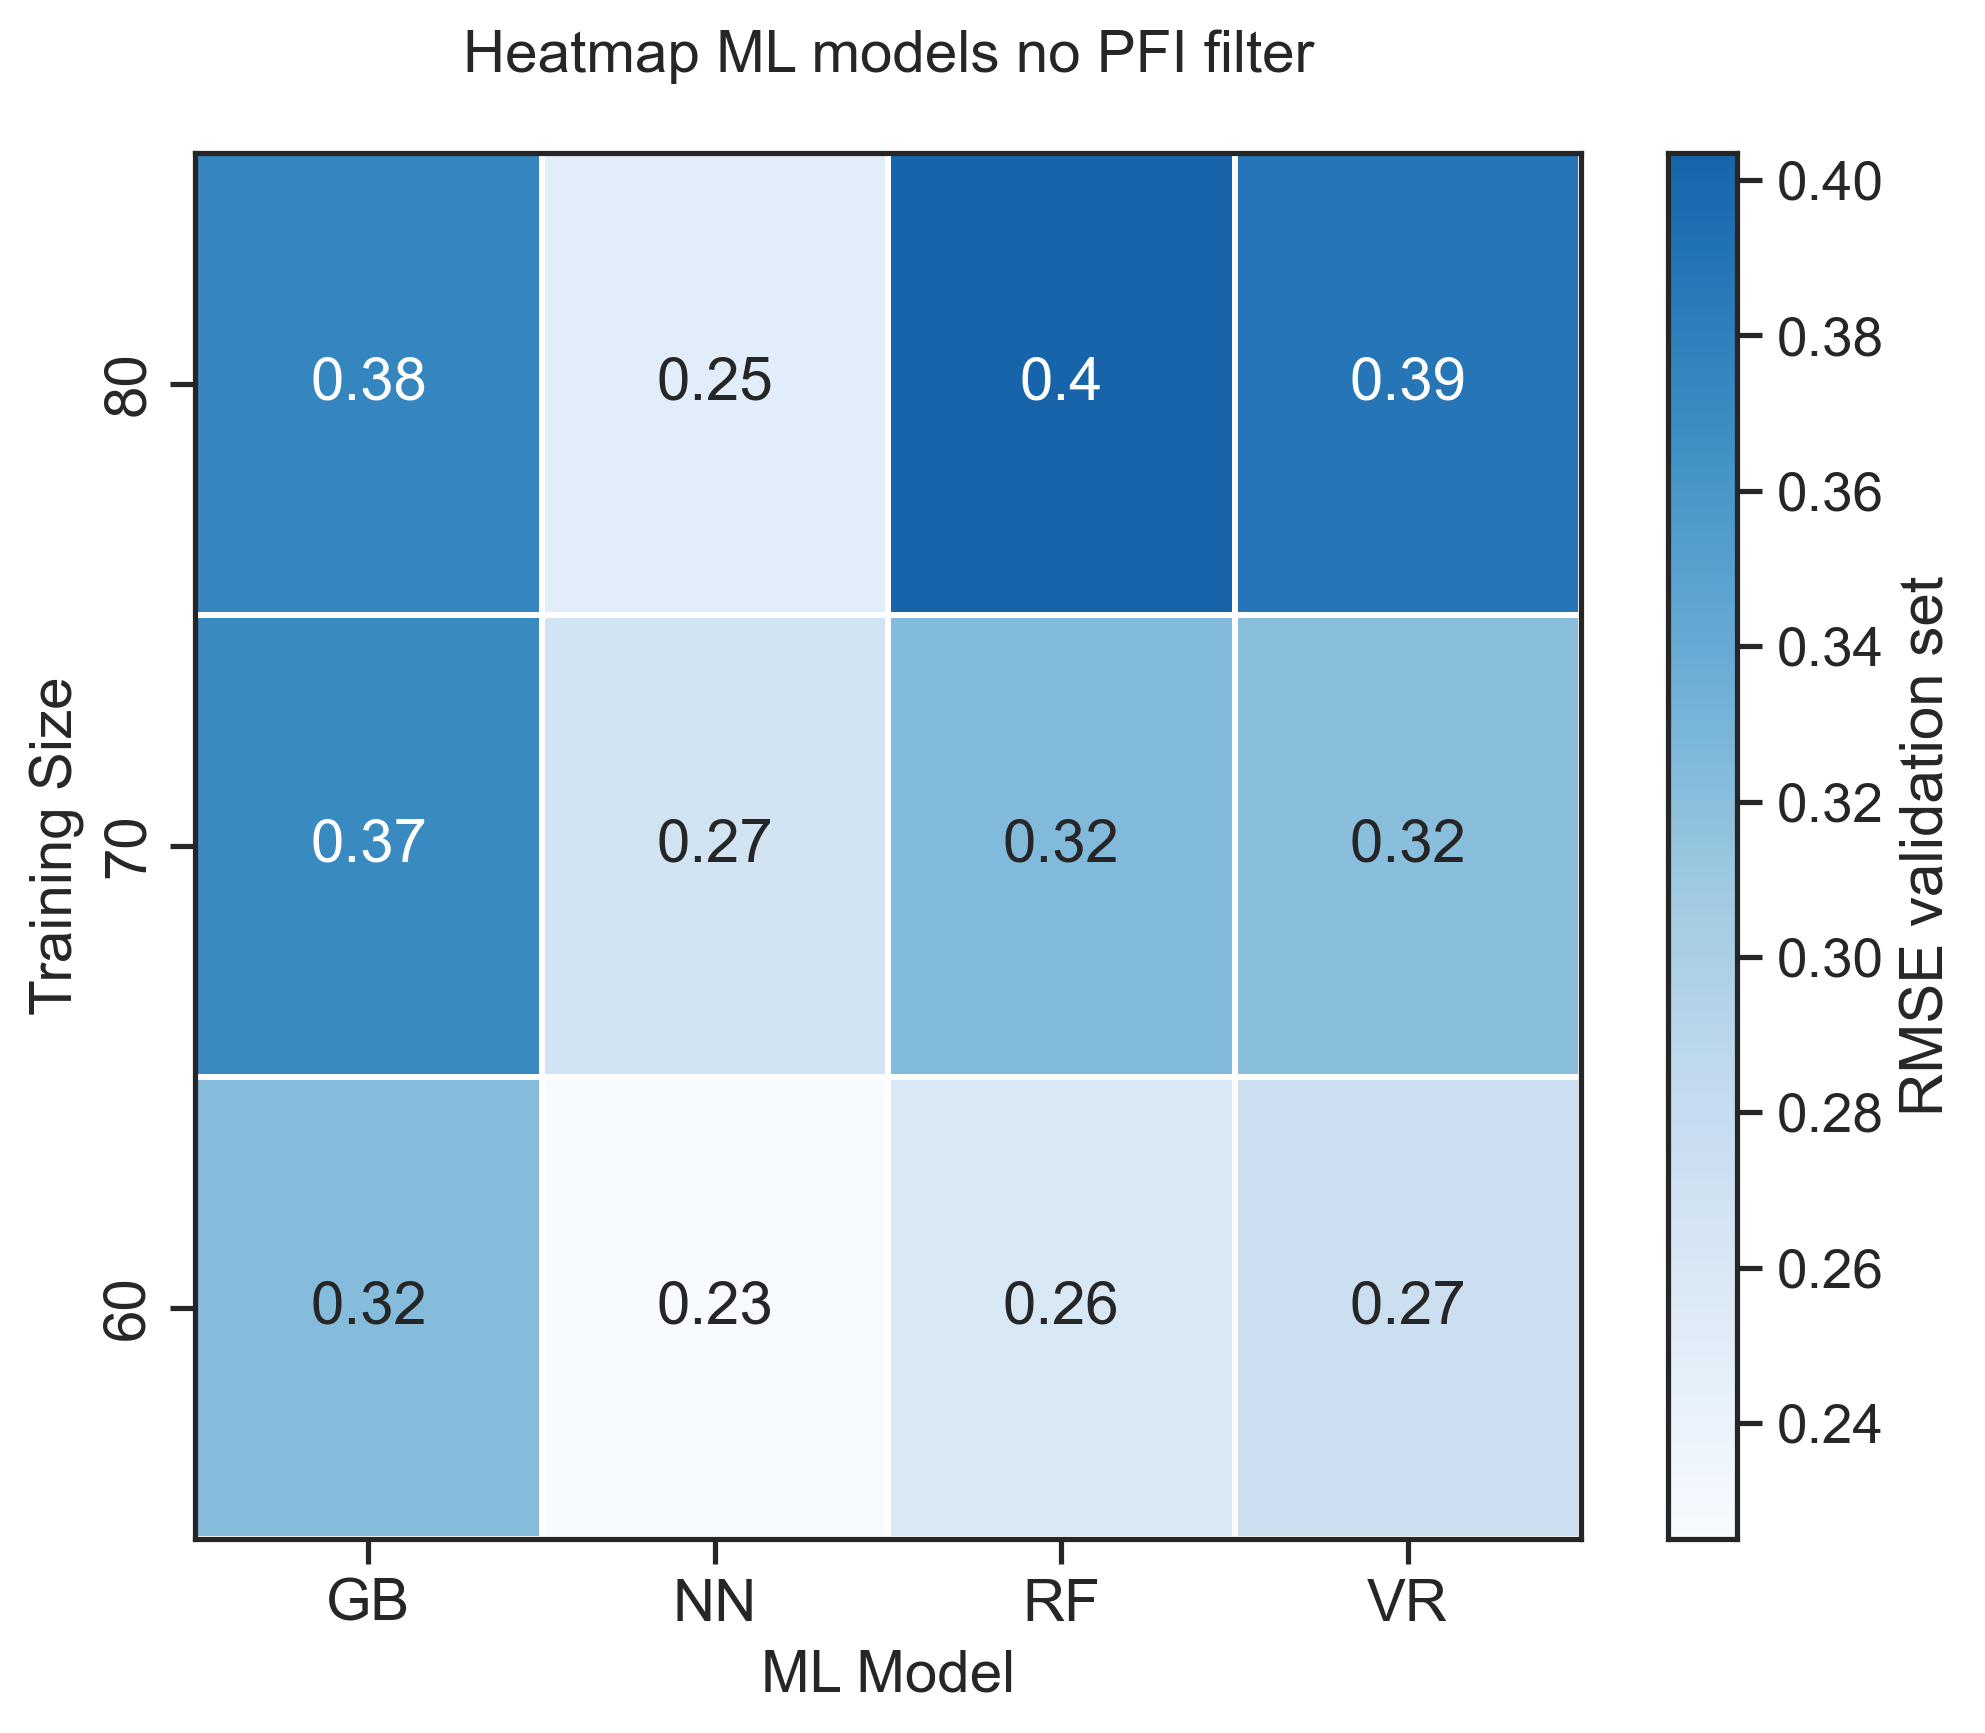 Heatmap ML models no PFI filter
Training Size
80
0.38 0.25 0.4 0.39
70
0.37 0.27 0.32 0.32
60
0.32 0.23 0.26 0.27
GB NN RF VR
ML Model
0.40
0.38
0.36
0.34
0.32
0.30
0.28
0.26
0.24
RMSE validation set